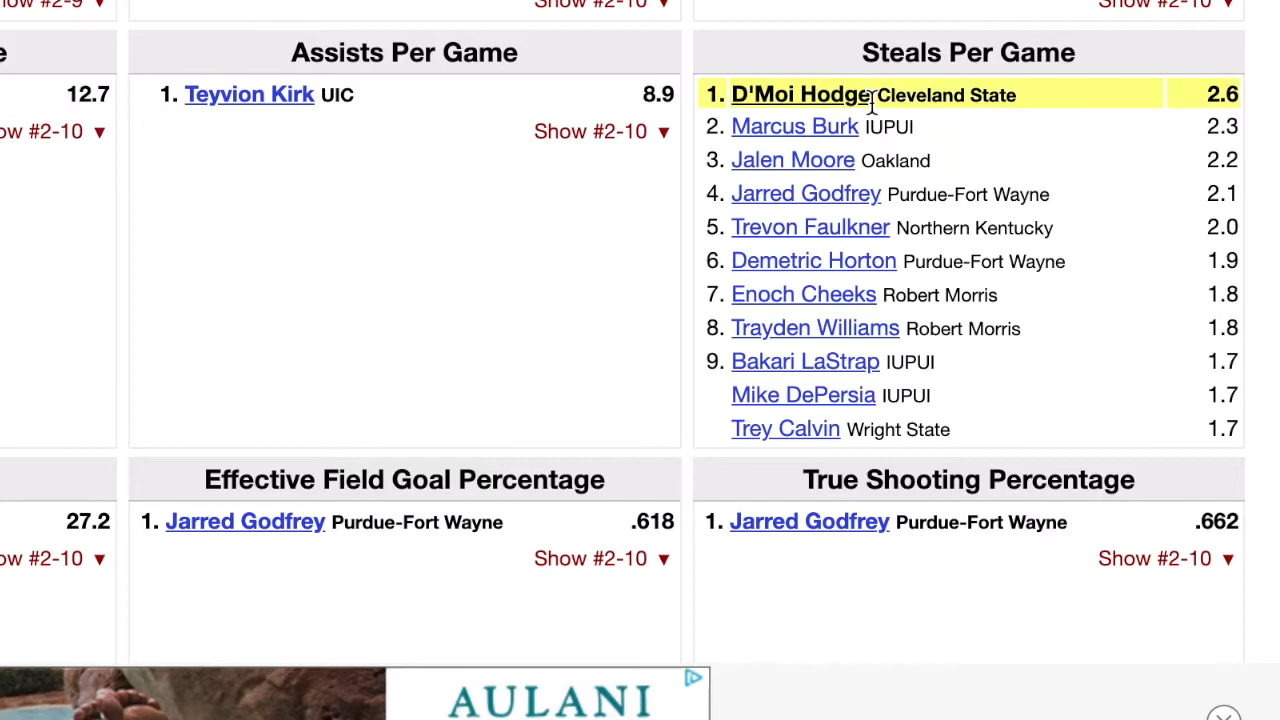 Show #2-9 ▼
Show #2-10 ▼
Show #2-10 ▼
e
12.7
ow #2-10 ▼
Assists Per Game
1. Teyvion Kirk UIC 8.9
Show #2-10 ▼
Steals Per Game
1. D'Moi Hodge Cleveland State 2.6
2. Marcus Burk IUPUI 2.3
3. Jalen Moore Oakland 2.2
4. Jarred Godfrey Purdue-Fort Wayne 2.1
5. Trevon Faulkner Northern Kentucky 2.0
6. Demetric Horton Purdue-Fort Wayne 1.9
7. Enoch Cheeks Robert Morris 1.8
8. Trayden Williams Robert Morris 1.8
9. Bakari LaStrap IUPUI 1.7
Mike DePersia IUPUI 1.7
Trey Calvin Wright State 1.7
27.2
ow #2-10 ▼
Effective Field Goal Percentage
1. Jarred Godfrey Purdue-Fort Wayne .618
Show #2-10 ▼
True Shooting Percentage
1. Jarred Godfrey Purdue-Fort Wayne .662
Show #2-10 ▼
AULANI